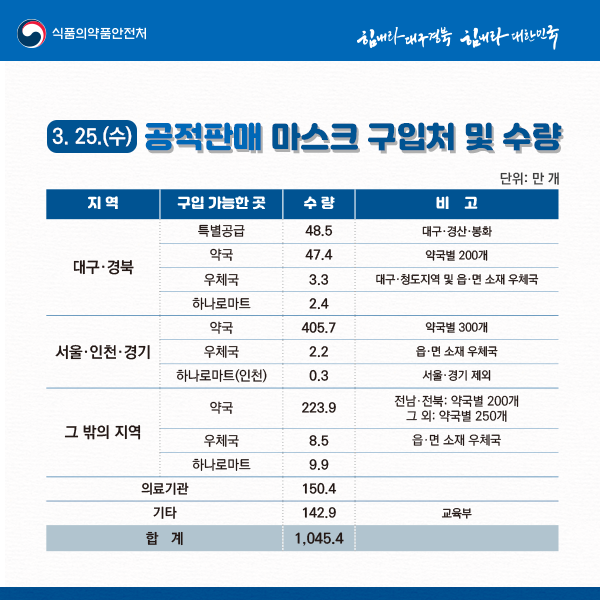 식품의약품안전처
힘내라 대구경북 힘내라 대한민국
3. 25.(수) 공적판매 마스크 구입처 및 수량
단위: 만 개
지 역 구입 가능한 곳 수 량 비 고
대구·경북
특별공급 48.5 대구·경산·봉화
약국 47.4 약국별 200개
우체국 3.3 대구·청도지역 및 읍·면 소재 우체국
하나로마트 2.4
서울·인천·경기
약국 405.7 약국별 300개
우체국 2.2 읍·면 소재 우체국
하나로마트(인천) 0.3 서울·경기 제외
그 밖의 지역
약국 223.9 전남·전북: 약국별 200개
그 외: 약국별 250개
우체국 8.5 읍·면 소재 우체국
하나로마트 9.9
의료기관 150.4
기타 142.9 교육부
합 계 1,045.4